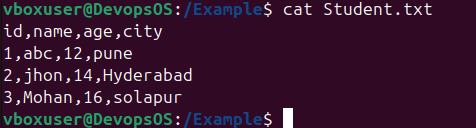 vboxuser@DevopsOS:/Example$ cat Student.txt
id,name,age,city
1,abc,12,pune
2,jhon,14,Hyderabad
3,Mohan,16,solapur
vboxuser@DevopsOS:/Example$